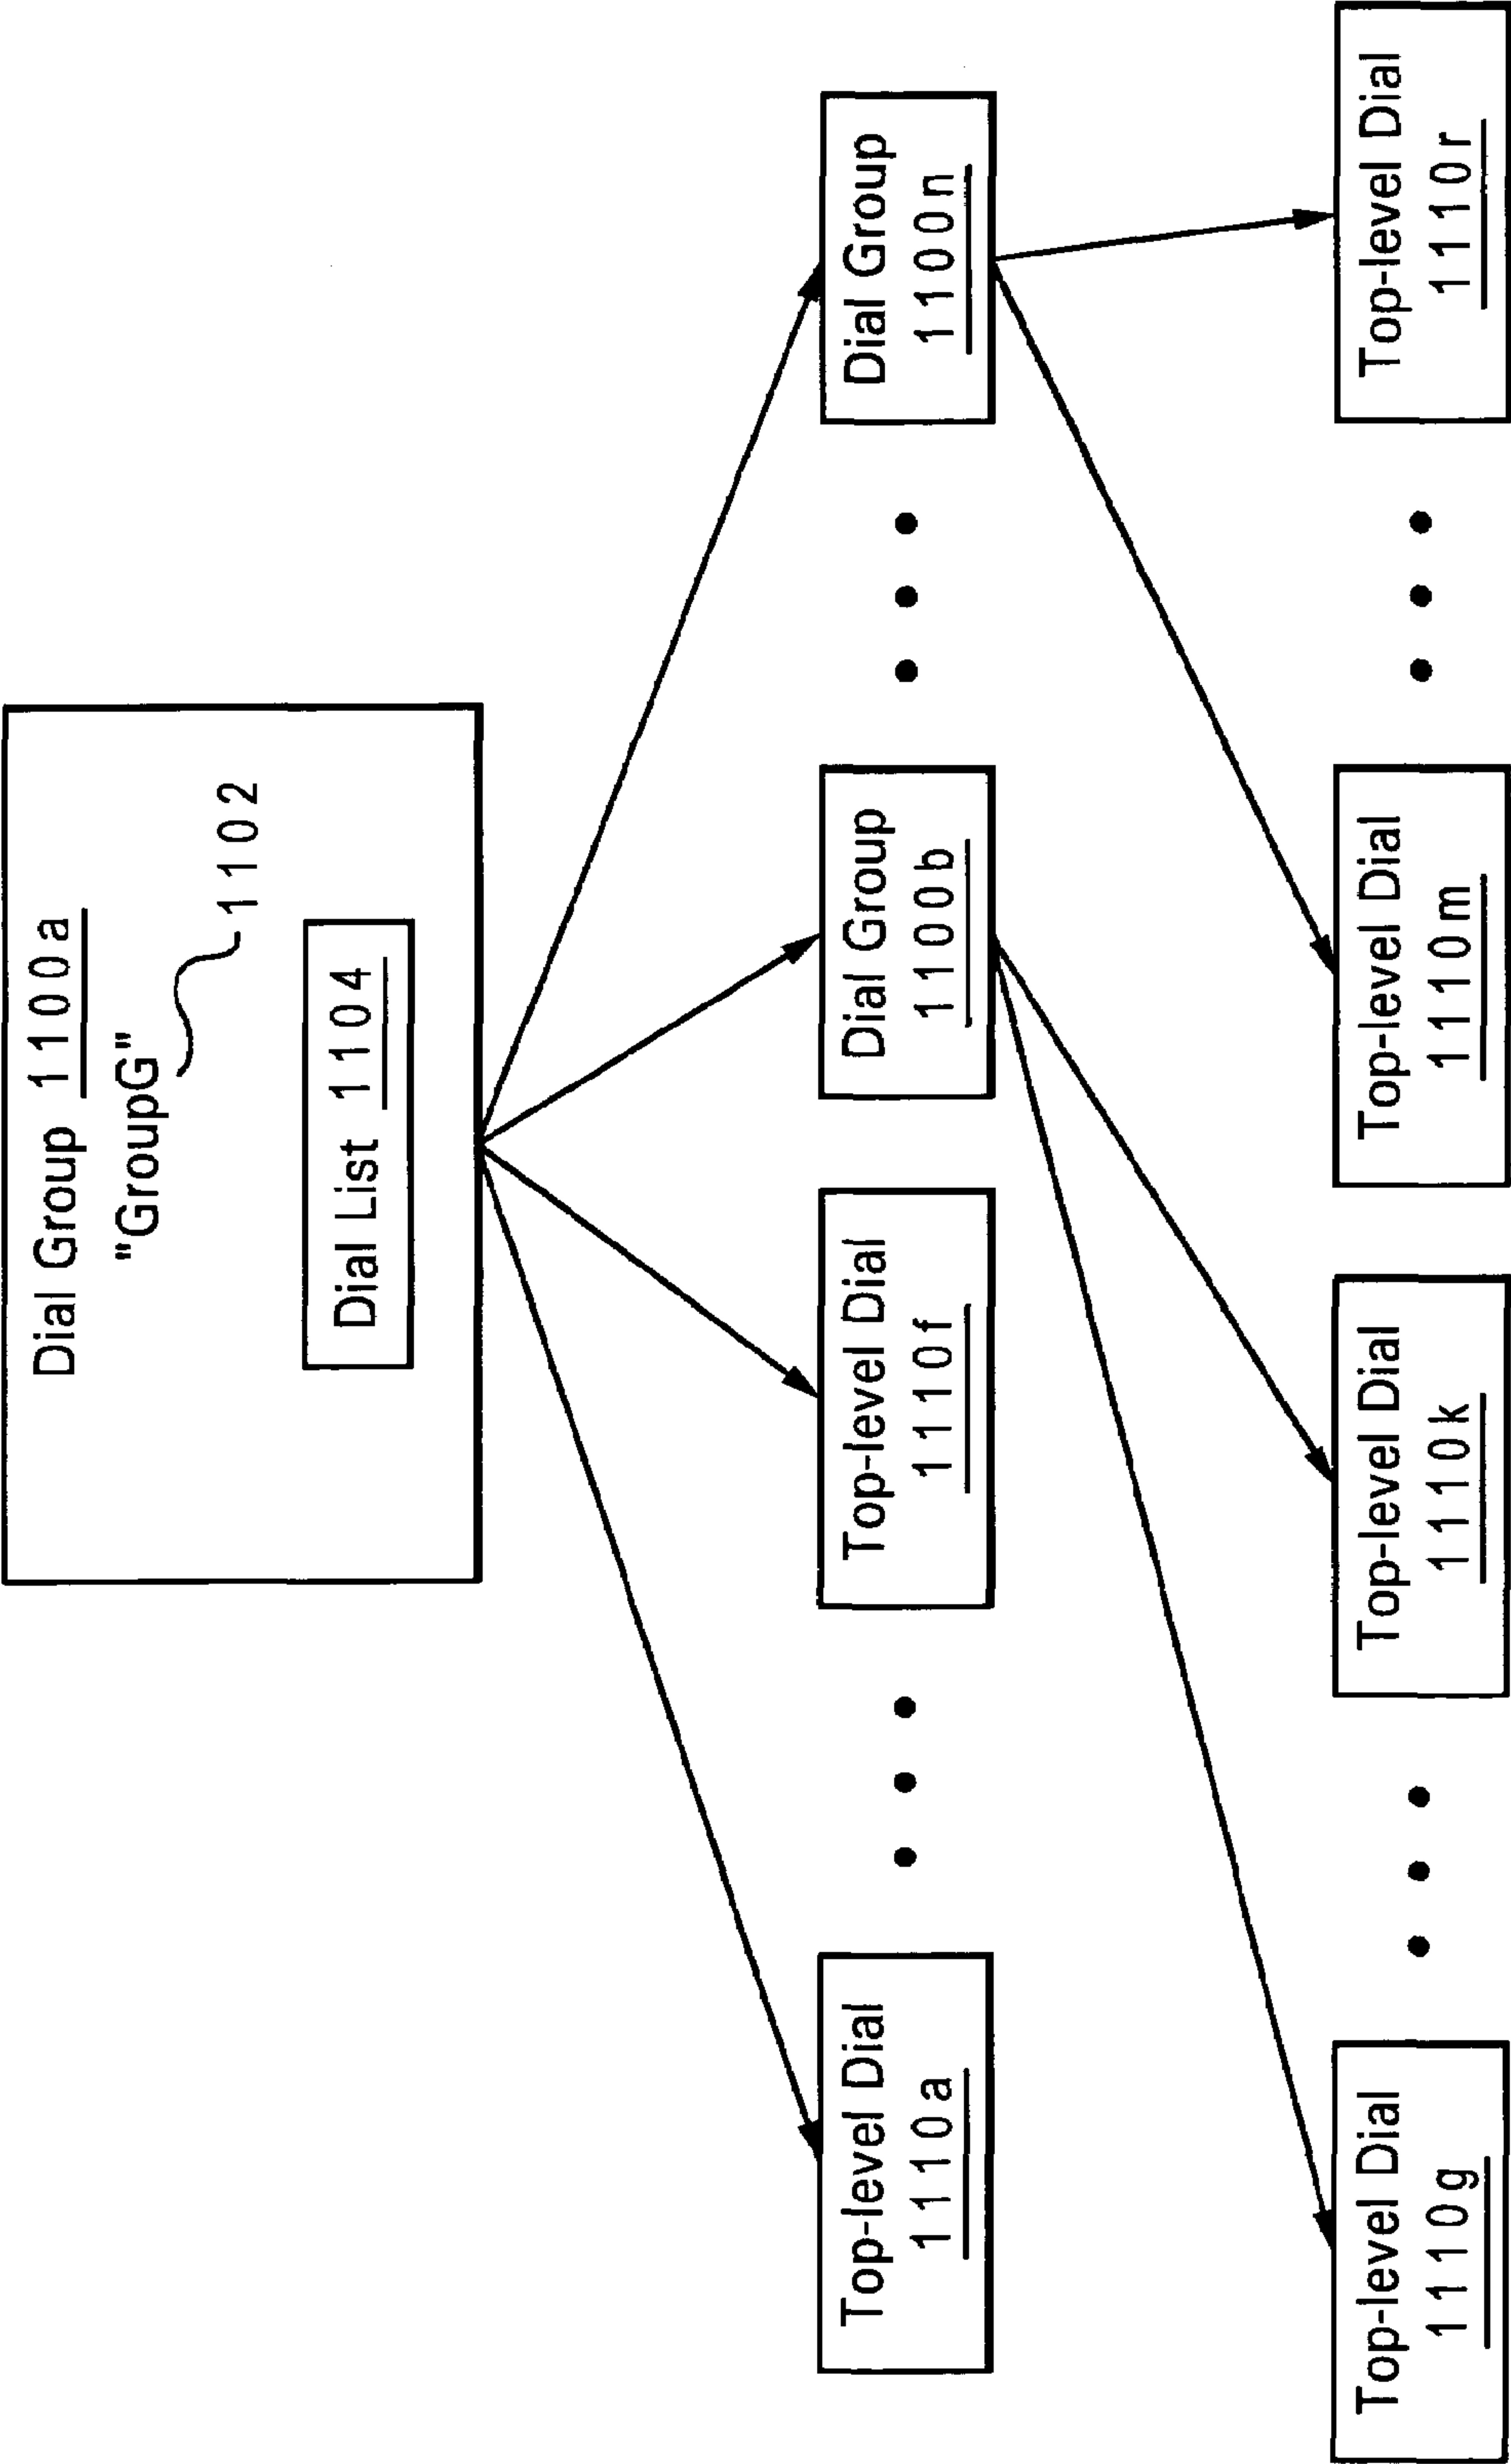 Dial Group 1100a
"GroupG"
1102
Dial List 1104
Top-level Dial
1110a
Top-level Dial
1110f
Dial Group
1100b
Dial Group
1100n
Top-level Dial
1110g
Top-level Dial
1110k
Top-level Dial
1110m
Top-level Dial
1110r